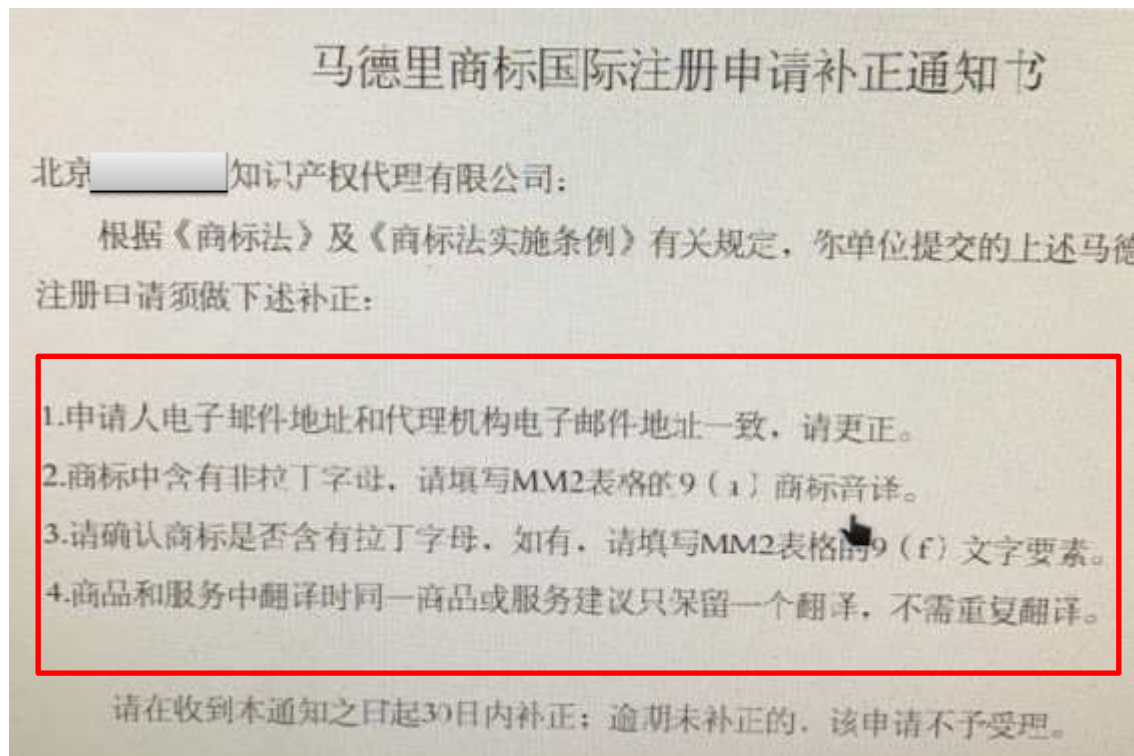 马德里商标国际注册申请补正通知书
北京 知识产权代理有限公司：
根据《商标法》及《商标法实施条例》有关规定，你单位提交的上述马德
注册申请须做下述补正：
1.申请人电子邮件地址和代理机构电子邮件地址一致，请更正。
2.商标中含有非拉丁字母，请填写MM2表格的9（a）商标音译。
3.请确认商标是否含有拉丁字母，如有，请填写MM2表格的9（f）文字要素。
4.商品和服务中翻译时同一商品或服务建议只保留一个翻译，不需重复翻译。
请在收到本通知之日起30日内补正；逾期未补正的，该申请不予受理。